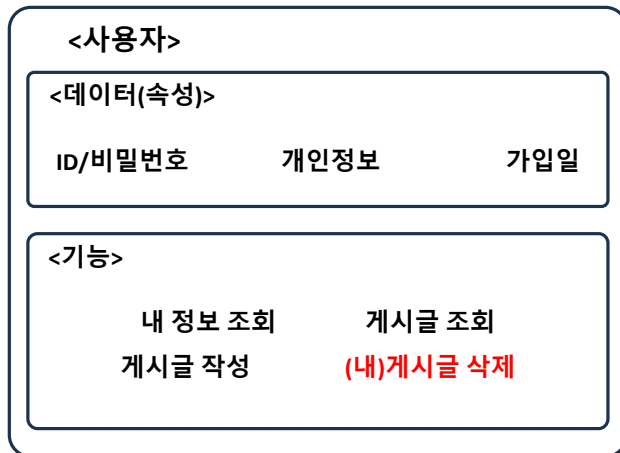 <사용자>
<데이터(속성)>
ID/비밀번호 개인정보 가입일
<기능>
내 정보 조회 게시글 조회
게시글 작성 (내)게시글 삭제